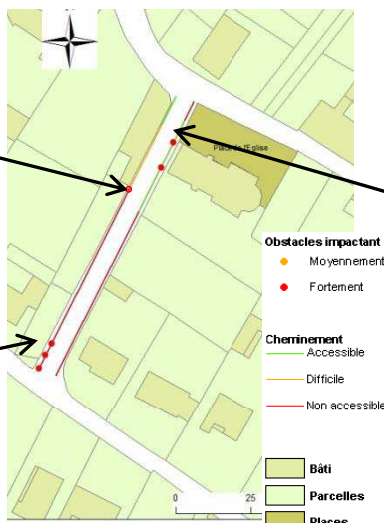 Place de l'Eglise
Obstacles impactant
Moyennement
Fortement
Cheminement
Accessible
Difficile
Non accessible
Bâti
Parcelles
Places
0 25